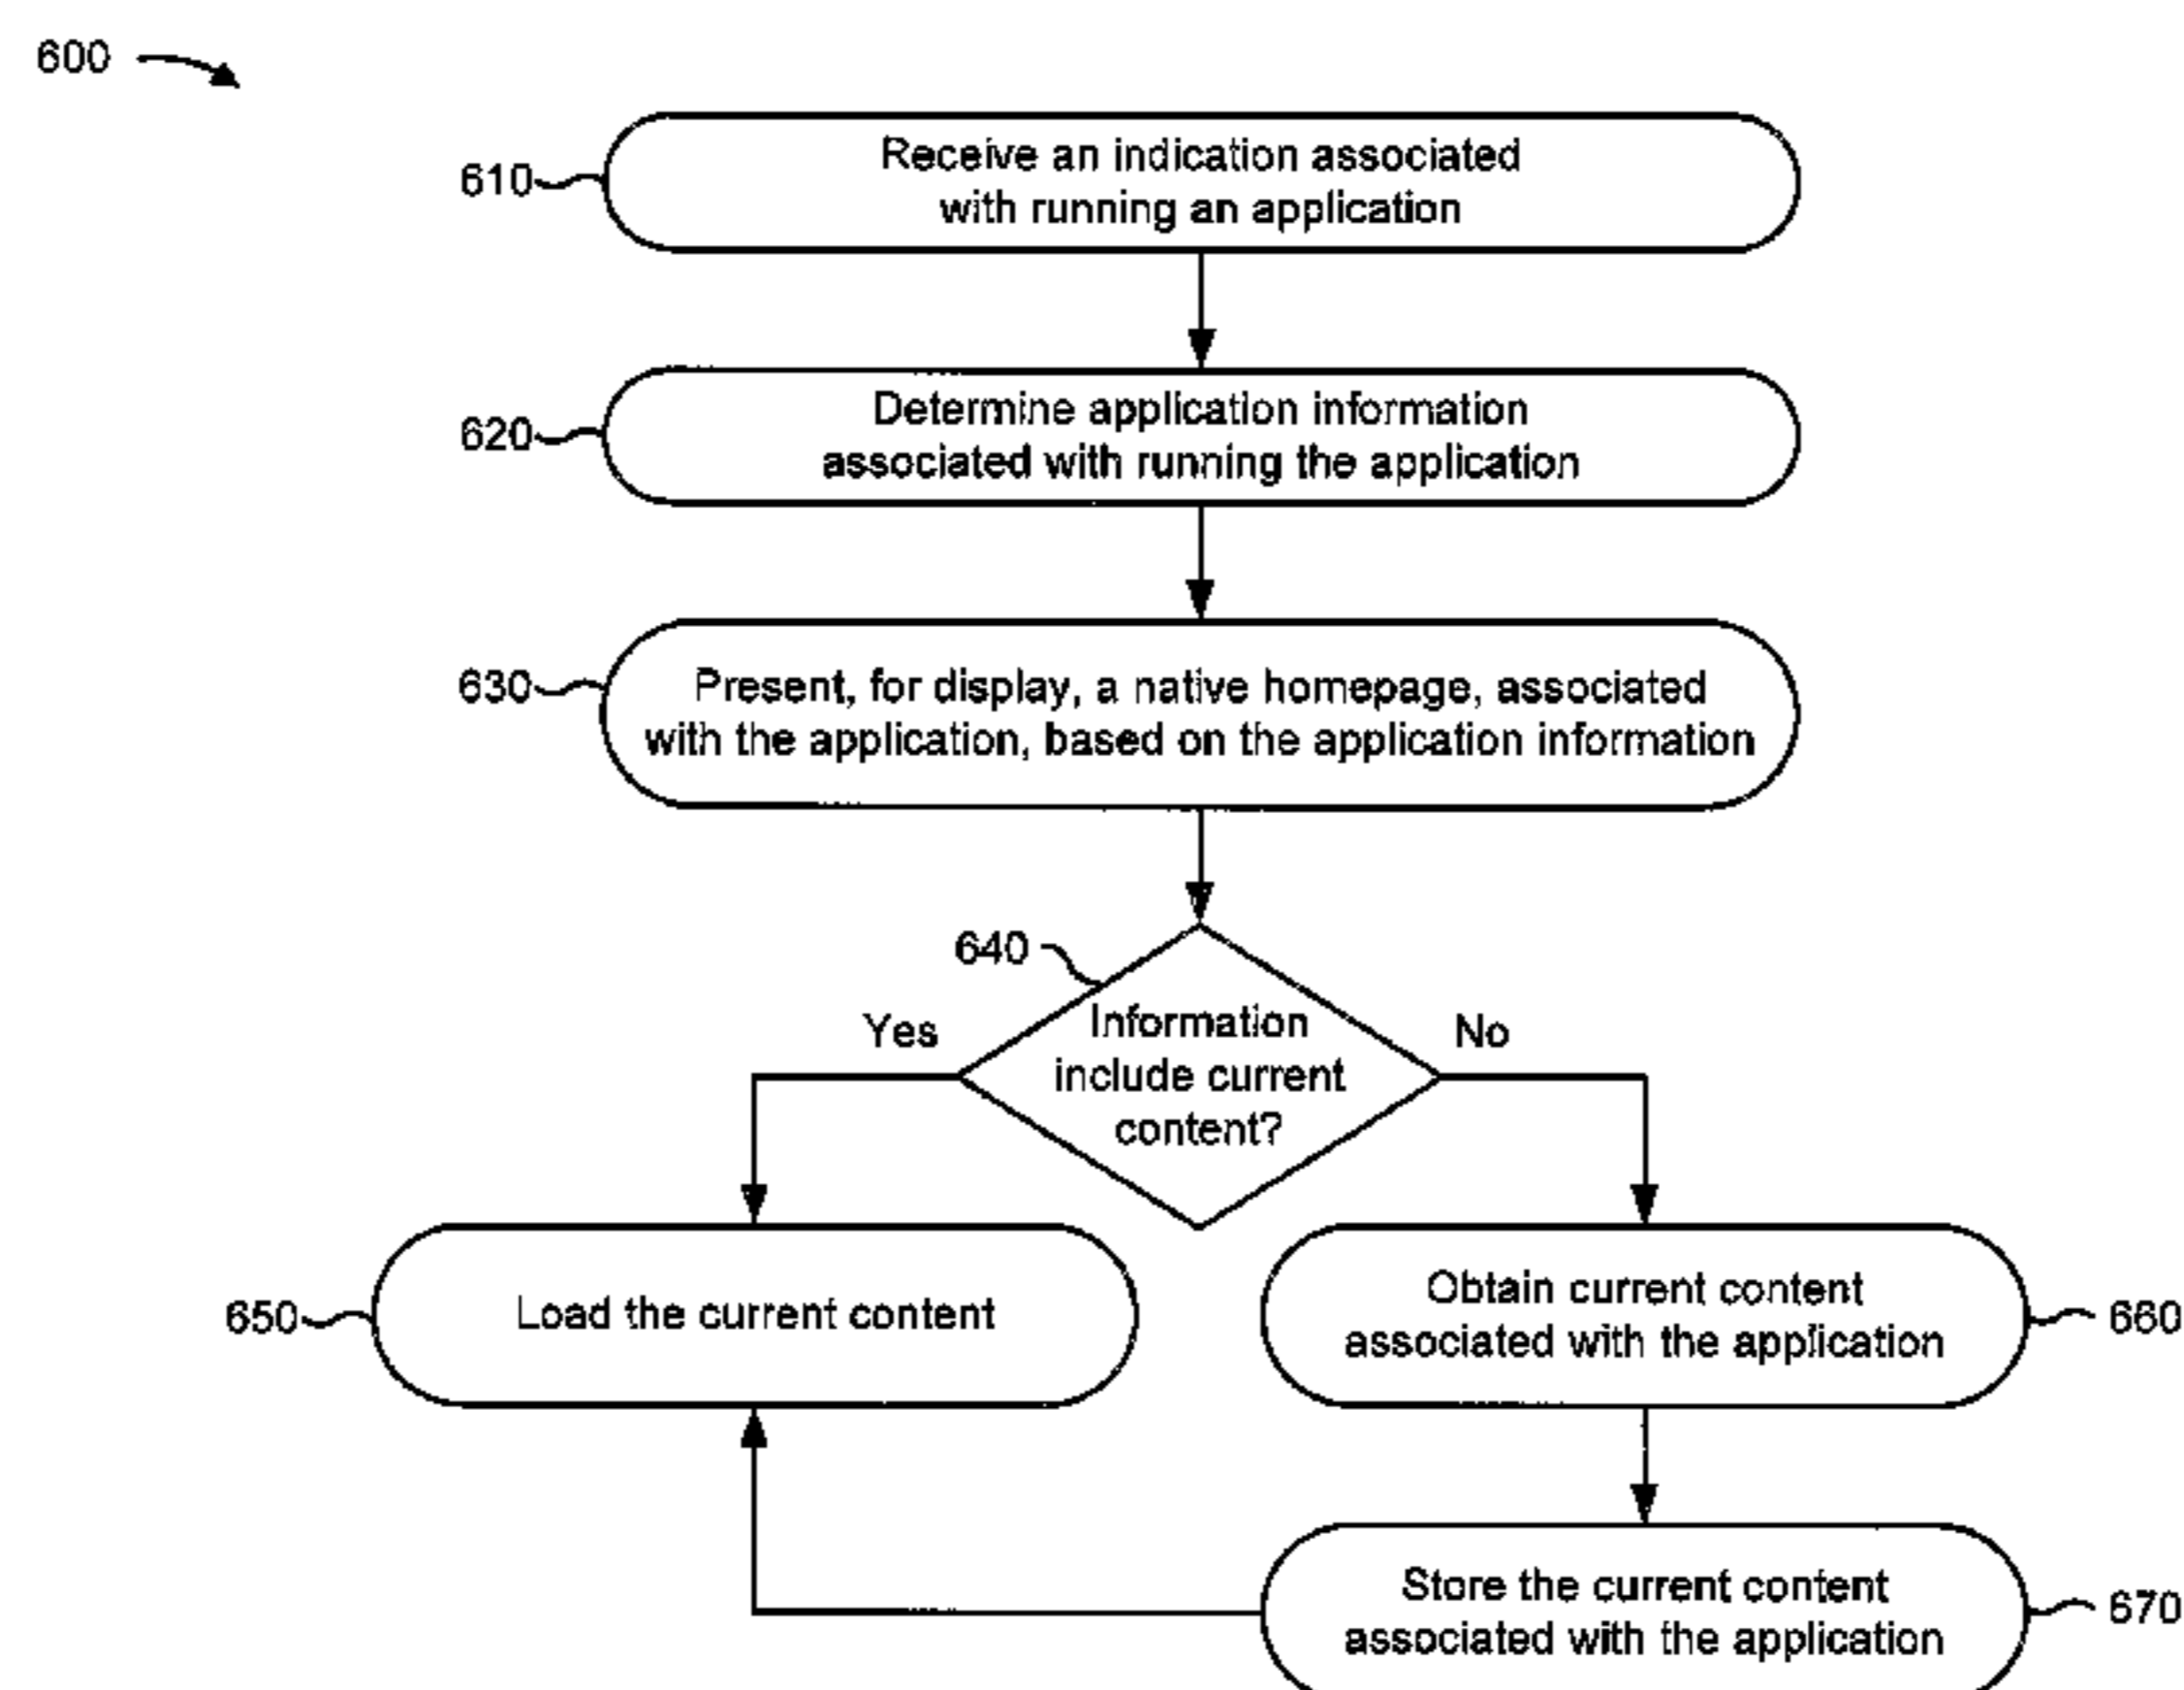 600
610
Receive an indication associated
with running an application
620
Determine application information
associated with running the application
630
Present, for display, a native homepage, associated
with the application, based on the application information
640
Information
include current
content?
Yes
No
650
Load the current content
Obtain current content
associated with the application
660
Store the current content
associated with the application
670